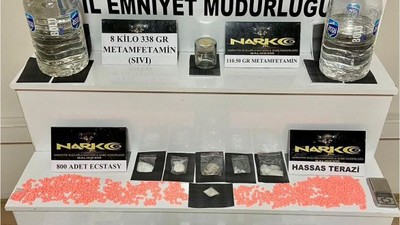 İL EMNİYET MÜDÜRLÜĞÜ
8 KİLO 338 GR
METAMFETAMİN
(SIVI)
NARKO
110.50 GR METAMFETAMİN
NARKO
800 ADET ECSTASY
NARKO
HASSAS TERAZİ